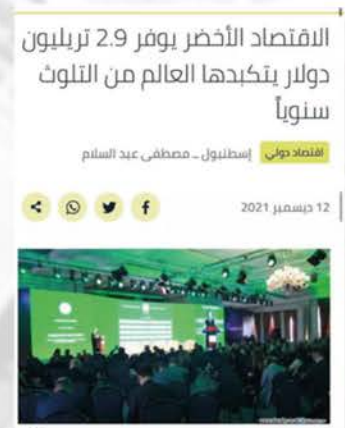 الاقتصاد الأخضر يوفر 2.9 تريليون
دولار يتكبدها العالم من التلوث
سنوياً
اقتصاد دولي
إسطنبول ــ مصطفى عبد السلام
12 ديسمبر 2021